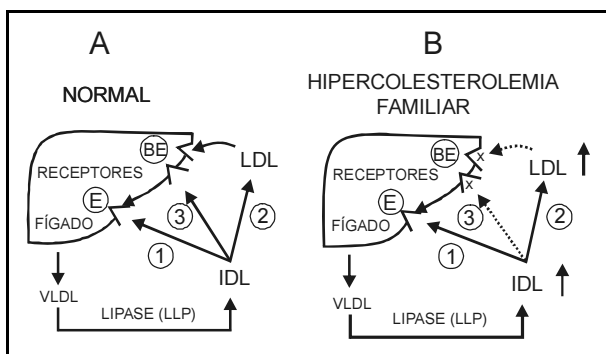 A
NORMAL
BE
RECEPTORES
LDL
E
FÍGADO
3
2
1
IDL
VLDL
LIPASE (LLP)
B
HIPERCOLESTEROLEMIA
FAMILIAR
BE
x
RECEPTORES
LDL
x
E
FÍGADO
3
2
1
IDL
VLDL
LIPASE (LLP)